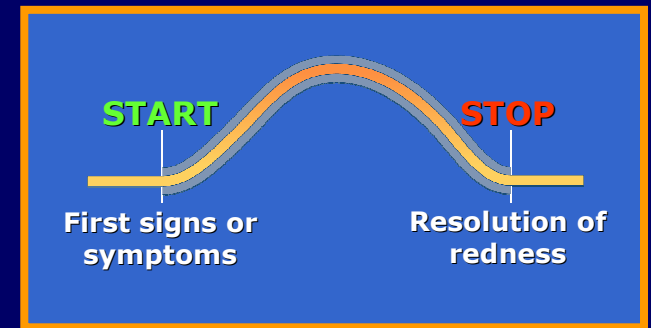 START
STOP
First signs or
symptoms
Resolution of
redness